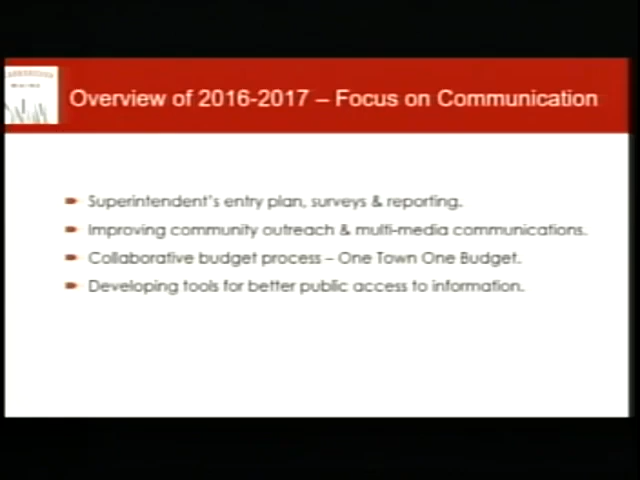 Overview of 2016-2017 – Focus on Communication
Superintendent's entry plan, surveys & reporting.
Improving community outreach & multi-media communications.
Collaborative budget process – One Town One Budget.
Developing tools for better public access to information.